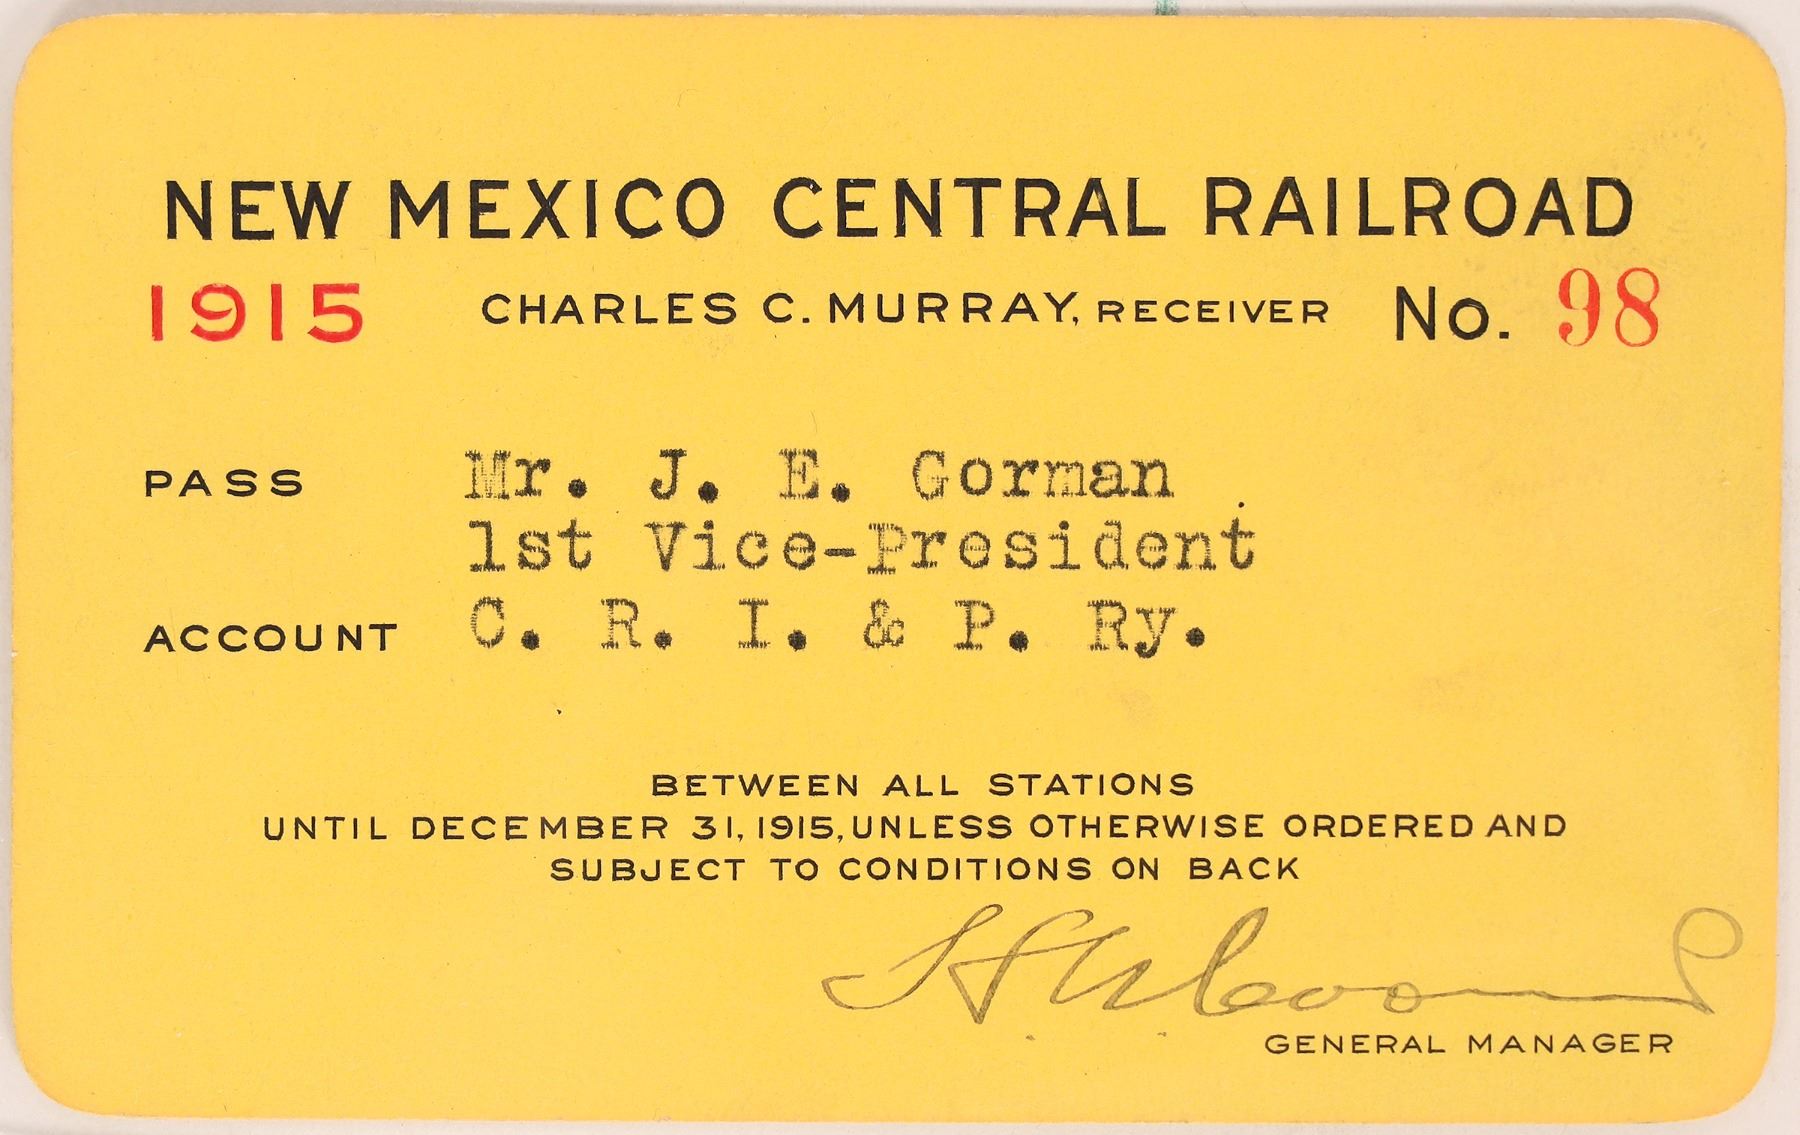 NEW MEXICO CENTRAL RAILROAD
1915 CHARLES C. MURRAY, RECEIVER No. 98
PASS Mr. J. E. Gorman
1st Vice-President
ACCOUNT C. R. I. & P. Ry.
BETWEEN ALL STATIONS
UNTIL DECEMBER 31, 1915, UNLESS OTHERWISE ORDERED AND
SUBJECT TO CONDITIONS ON BACK
GENERAL MANAGER